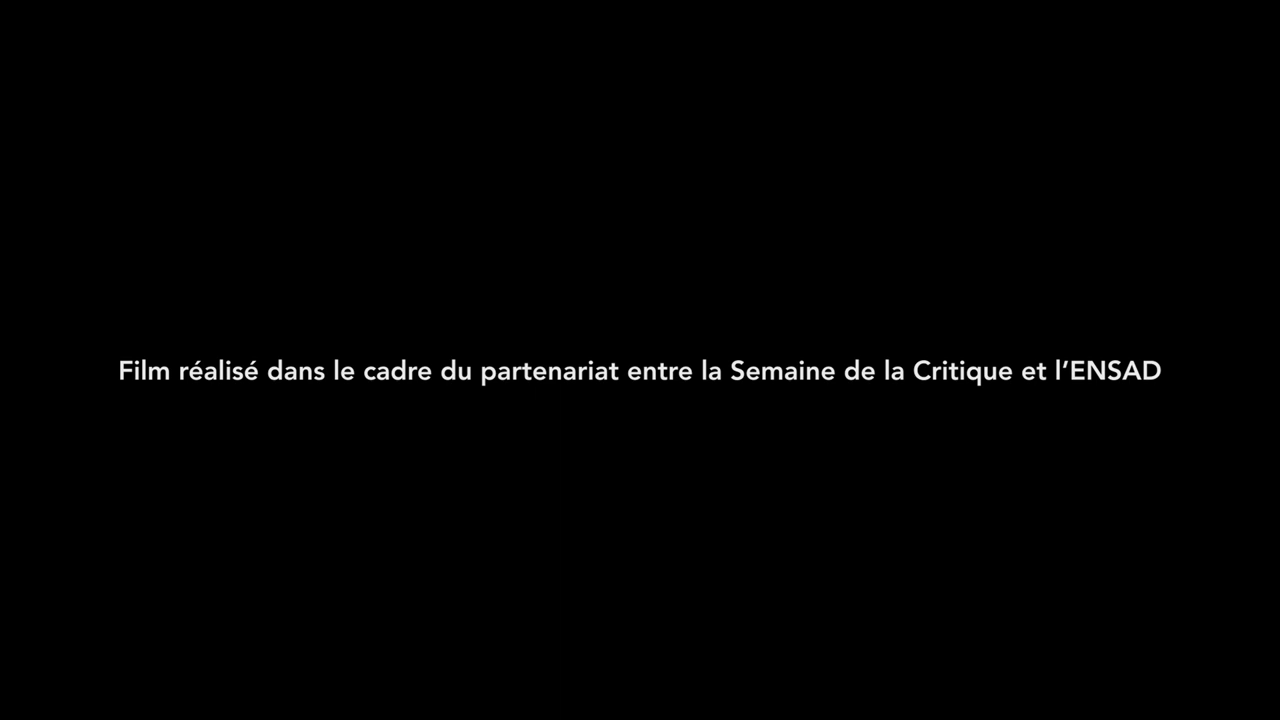 Film réalisé dans le cadre du partenariat entre la Semaine de la Critique et l’ENSAD